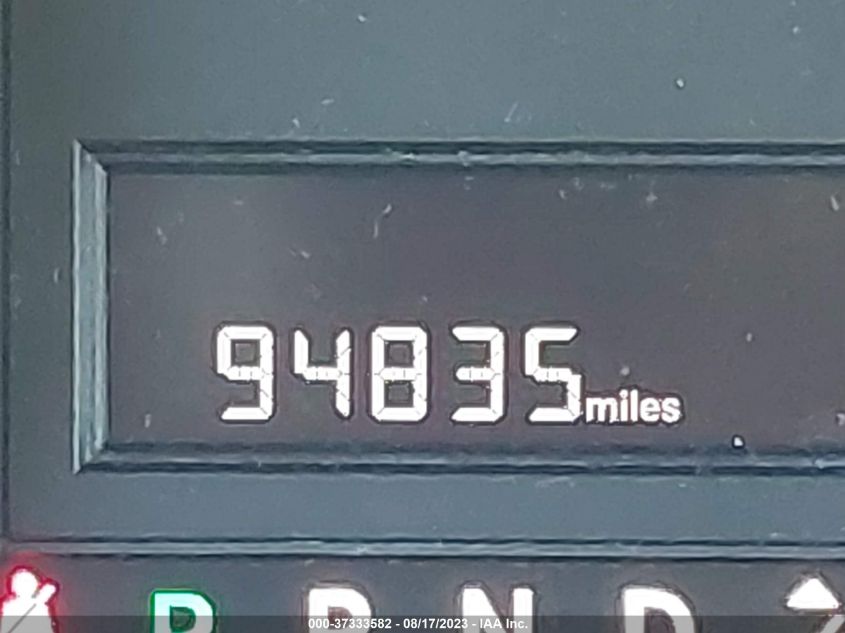 94835 miles
P R N D
000-37333582 - 08/17/2023 - IAA Inc.